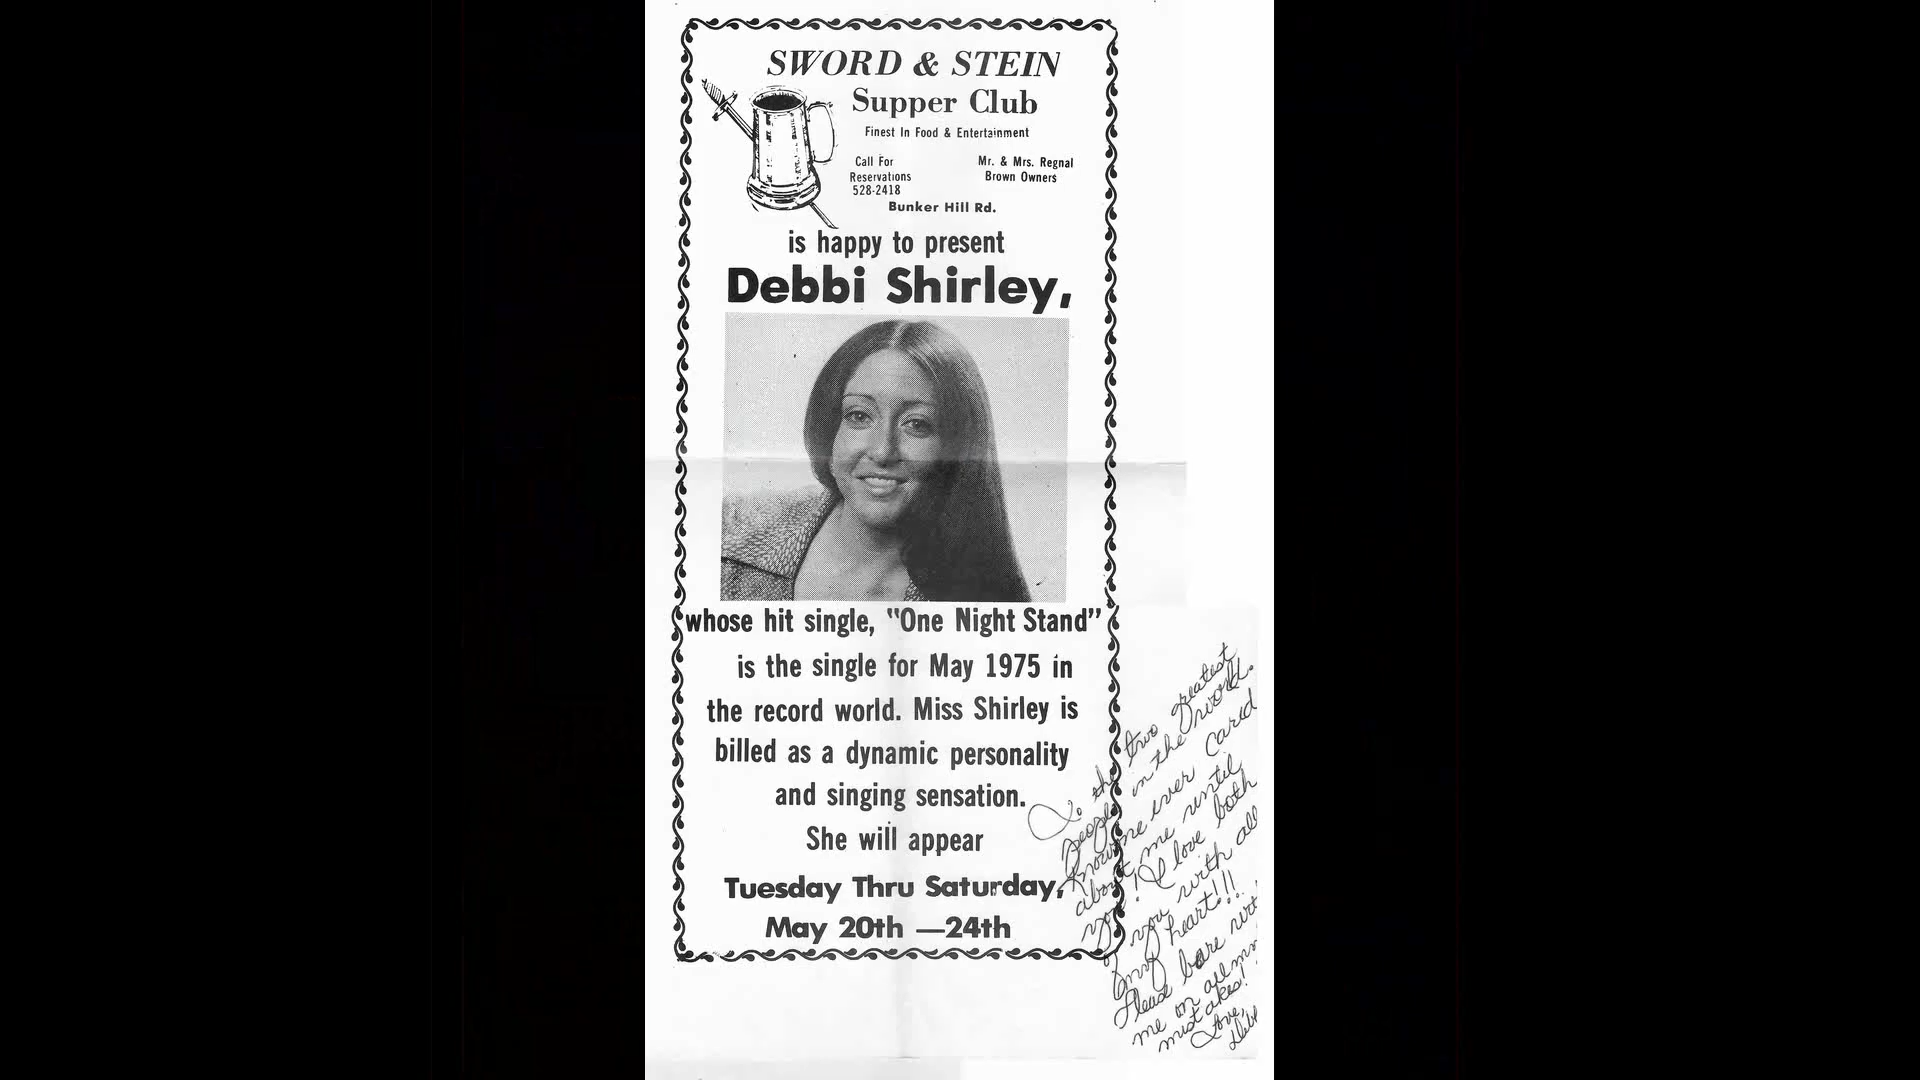 SWORD & STEIN
Supper Club
Finest In Food & Entertainment
Call For
Reservations
528-2418
Mr. & Mrs. Regnal
Brown Owners
Bunker Hill Rd.
is happy to present
Debbi Shirley,
whose hit single, "One Night Stand"
is the single for May 1975 in
the record world. Miss Shirley is
billed as a dynamic personality
and singing sensation.
She will appear
Tuesday Thru Saturday,
May 20th —24th
To the two greatest
people in the world.
Know me ever cared
about me until
you! I love both
of you with all
my heart!!!
Please bare wit
me on all m
mistakes!
Love,
Deb